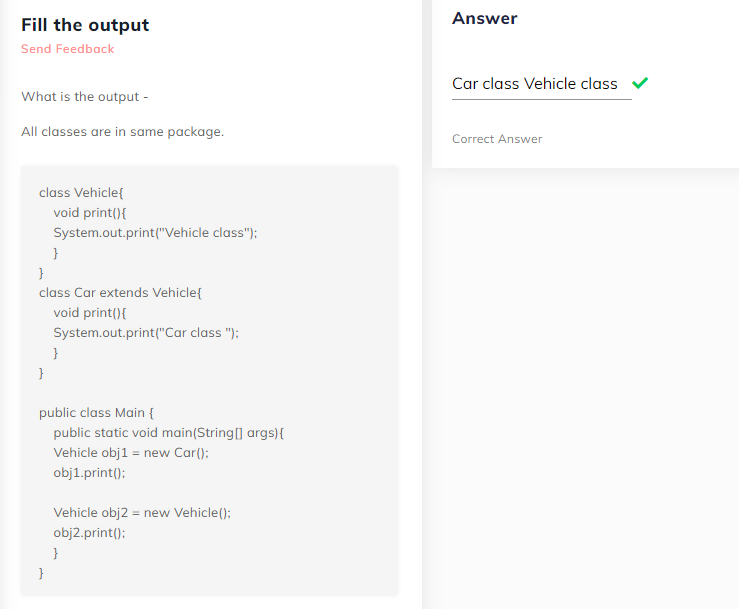 Fill the output
Send Feedback
What is the output -
All classes are in same package.
class Vehicle{
    void print(){
    System.out.print("Vehicle class");
    }
}
class Car extends Vehicle{
    void print(){
    System.out.print("Car class ");
    }
}

public class Main {
    public static void main(String[] args){
    Vehicle obj1 = new Car();
    obj1.print();

    Vehicle obj2 = new Vehicle();
    obj2.print();
    }
}
Answer
Car class Vehicle class
Correct Answer